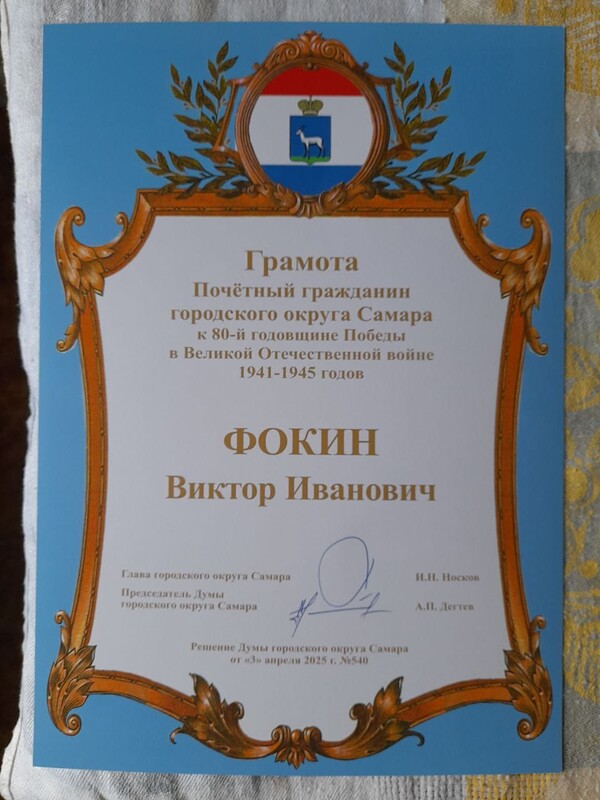 Грамота
Почётный гражданин
городского округа Самара
к 80-й годовщине Победы
в Великой Отечественной войне
1941-1945 годов
ФОКИН
Виктор Иванович
Глава городского округа Самара
И.Н. Носков
Председатель Думы
городского округа Самара
А.П. Дегтев
Решение Думы городского округа Самара
от «3» апреля 2025 г. №540